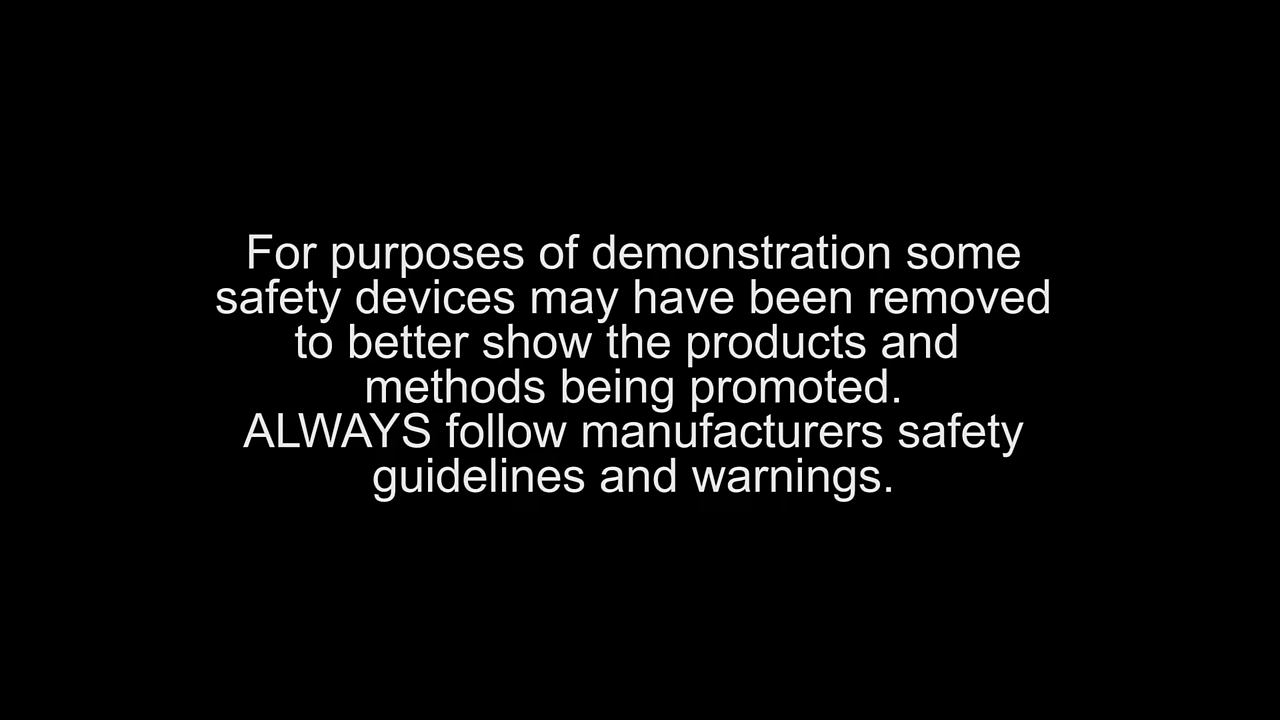 For purposes of demonstration some
safety devices may have been removed
to better show the products and
methods being promoted.
ALWAYS follow manufacturers safety
guidelines and warnings.